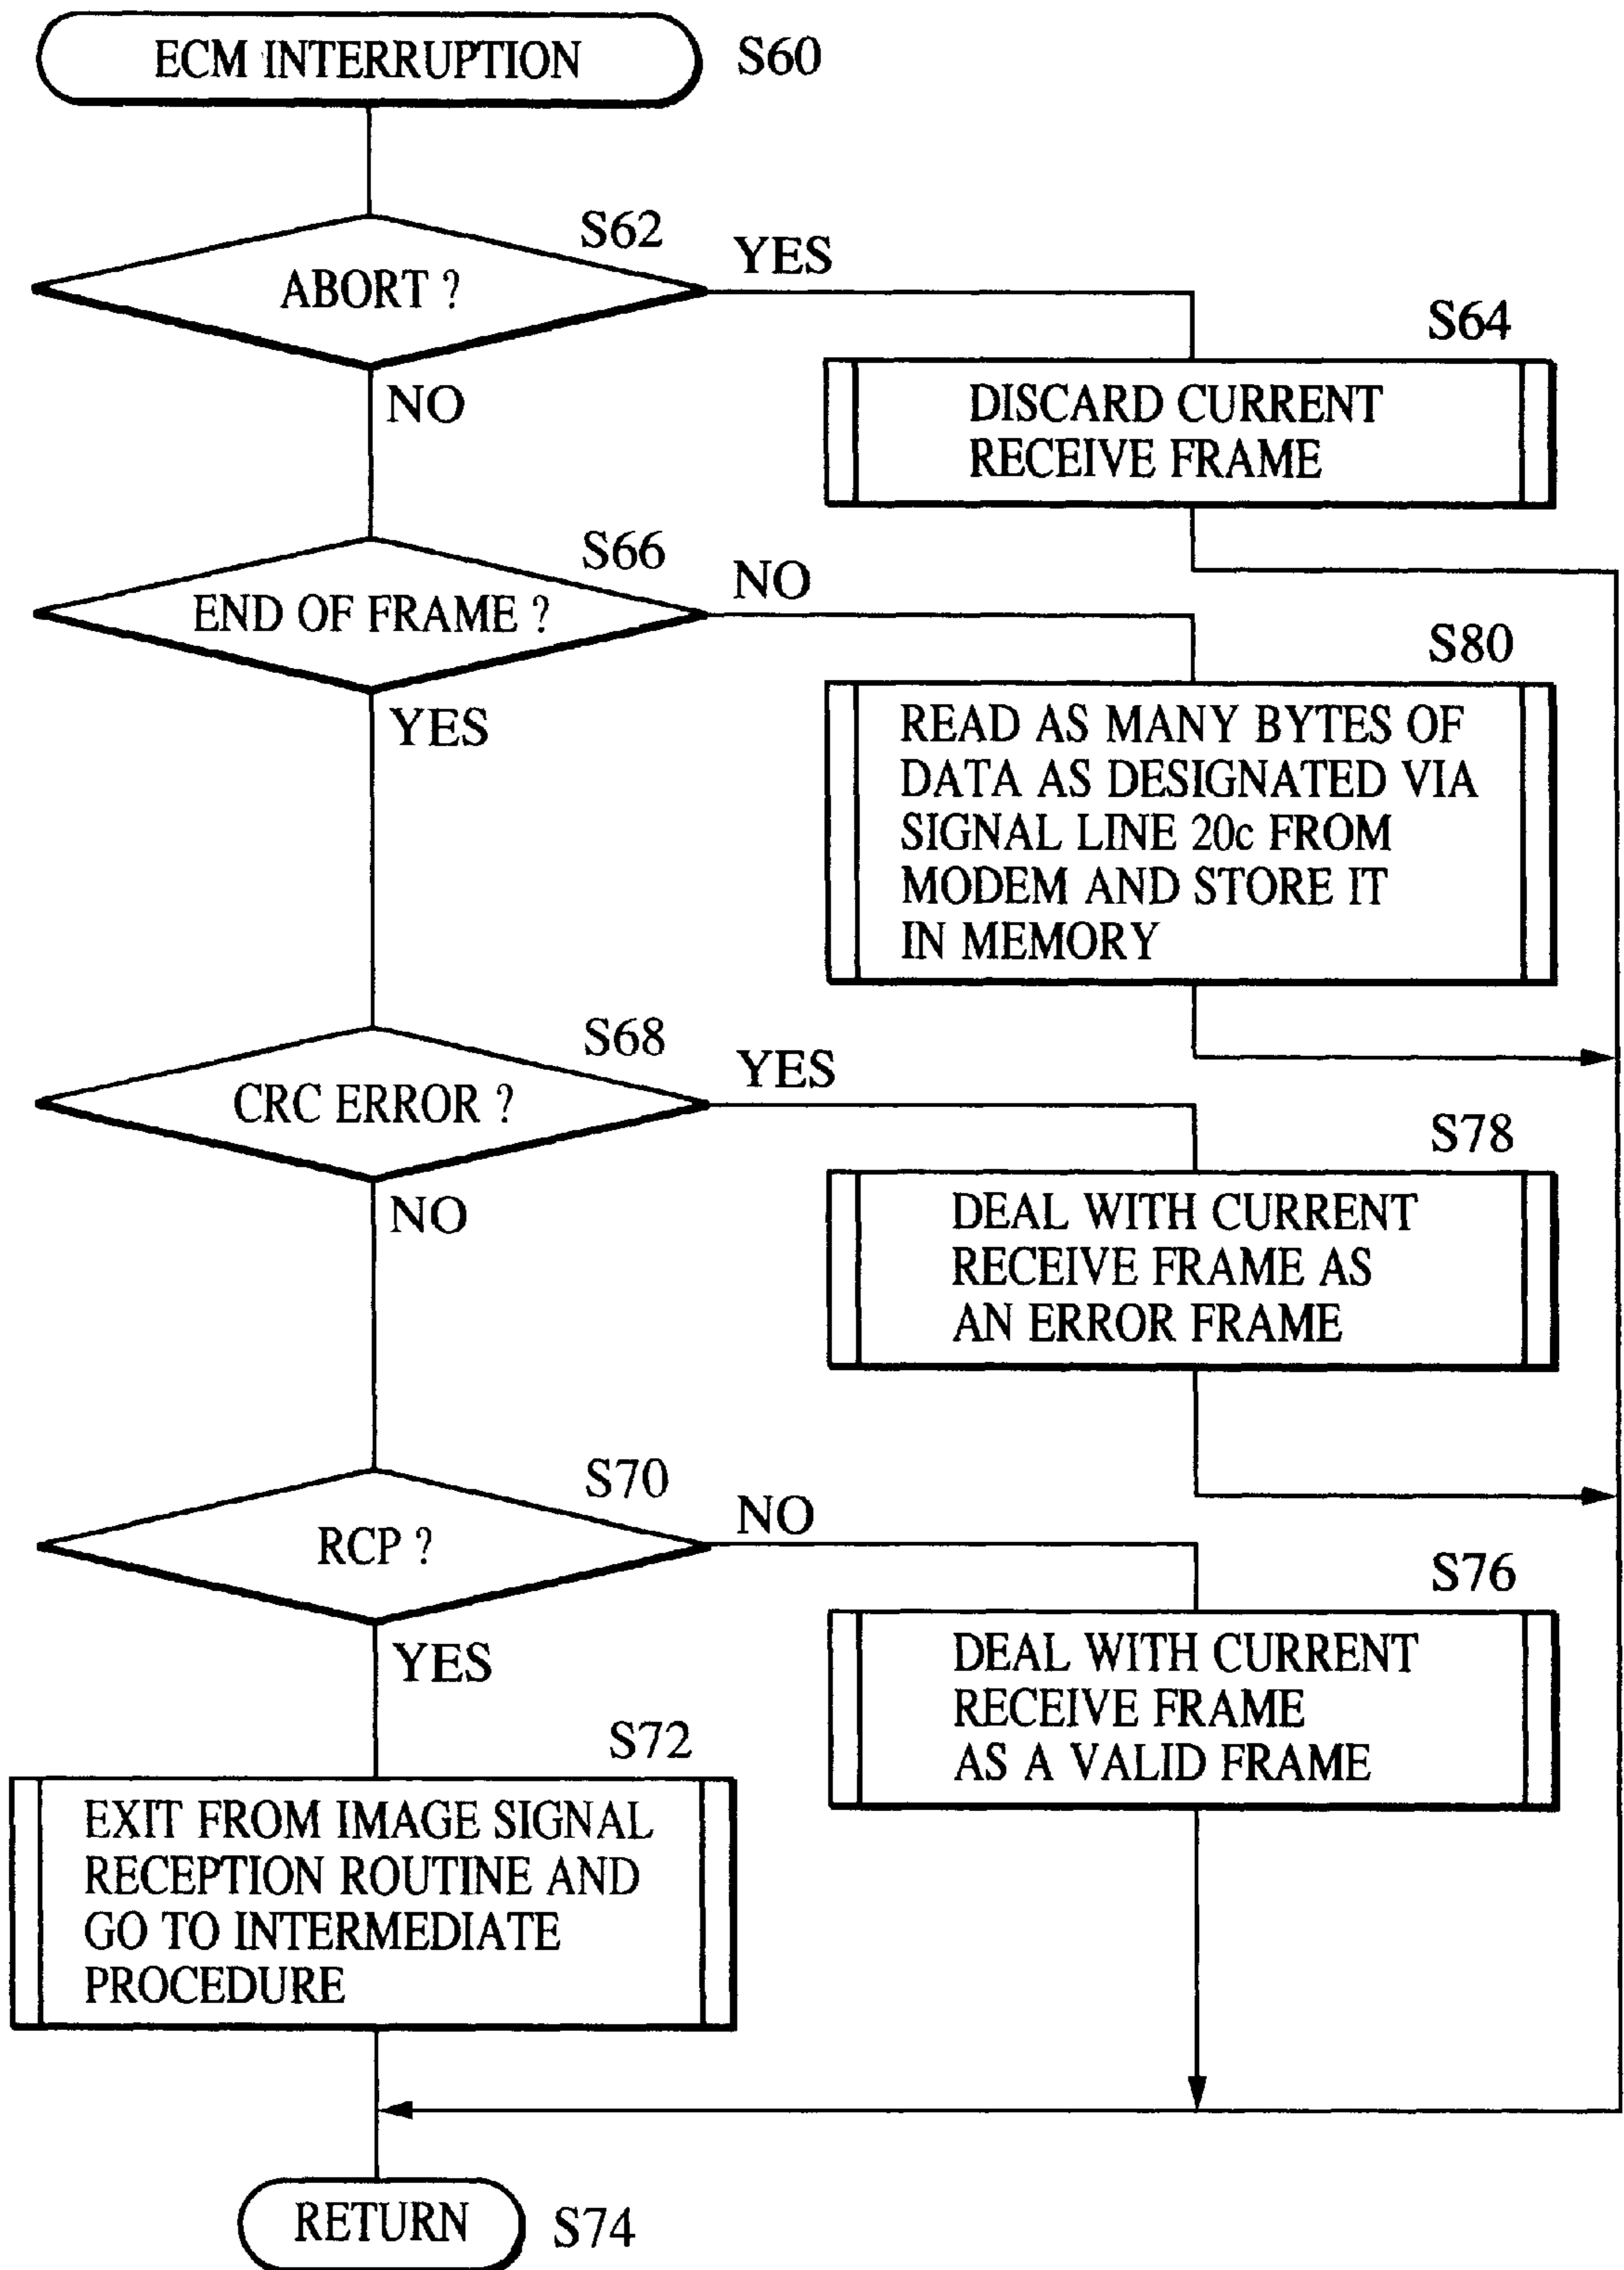 ECM INTERRUPTION
S60
S62
ABORT ?
YES
NO
S64
DISCARD CURRENT
RECEIVE FRAME
S66
END OF FRAME ?
NO
YES
S80
READ AS MANY BYTES OF
DATA AS DESIGNATED VIA
SIGNAL LINE 20c FROM
MODEM AND STORE IT
IN MEMORY
S68
CRC ERROR ?
YES
NO
S78
DEAL WITH CURRENT
RECEIVE FRAME AS
AN ERROR FRAME
S70
RCP ?
NO
YES
S76
DEAL WITH CURRENT
RECEIVE FRAME
AS A VALID FRAME
S72
EXIT FROM IMAGE SIGNAL
RECEPTION ROUTINE AND
GO TO INTERMEDIATE
PROCEDURE
RETURN
S74